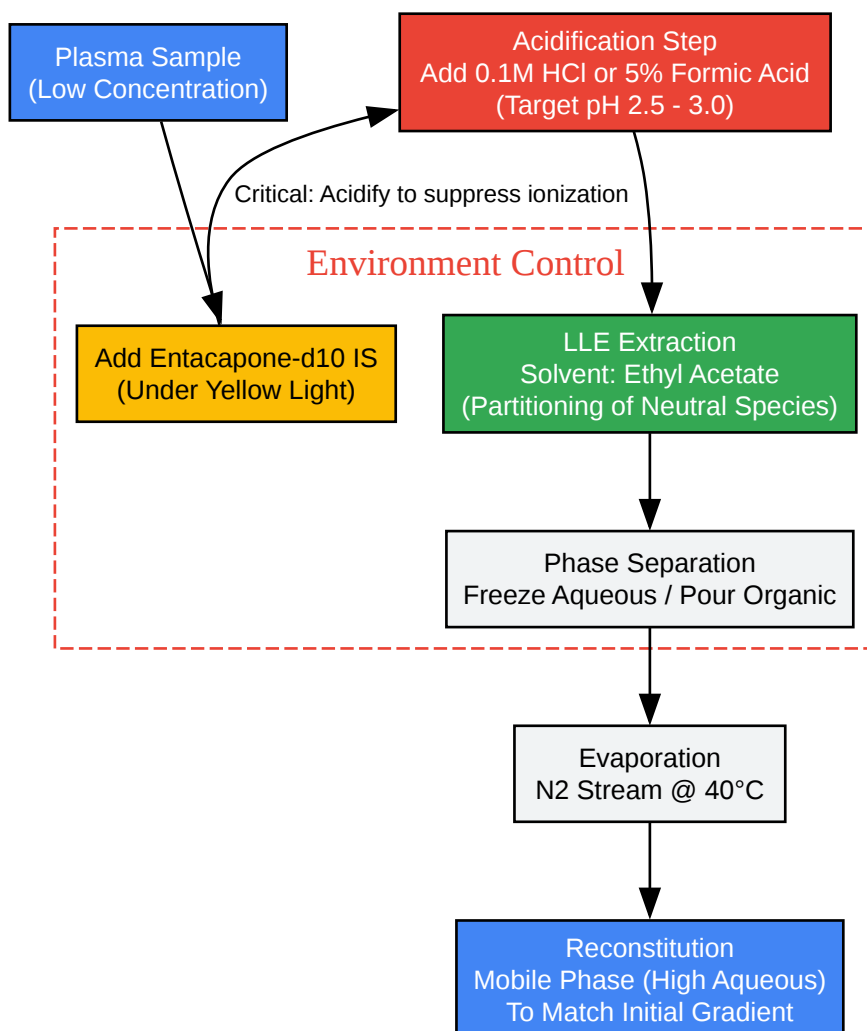 Plasma Sample
(Low Concentration)
Acidification Step
Add 0.1M HCl or 5% Formic Acid
(Target pH 2.5 - 3.0)
Critical: Acidify to suppress ionization
Environment Control
Add Entacapone-d10 IS
(Under Yellow Light)
LLE Extraction
Solvent: Ethyl Acetate
(Partitioning of Neutral Species)
Phase Separation
Freeze Aqueous / Pour Organic
Evaporation
N2 Stream @ 40°C
Reconstitution
Mobile Phase (High Aqueous)
To Match Initial Gradient